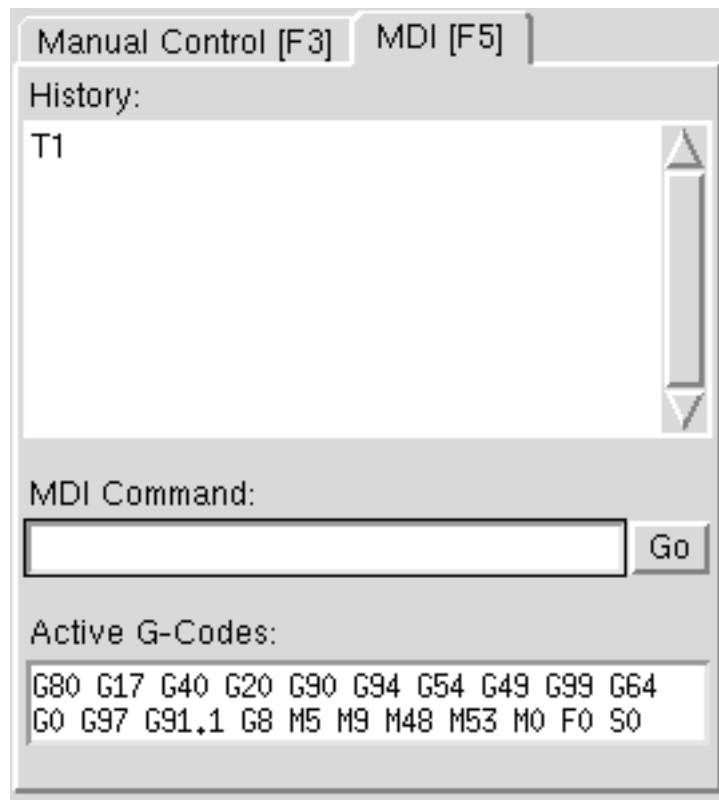 Manual Control [F3] MDI [F5]
History:
T1
MDI Command:
Go
Active G-Codes:
G80 G17 G40 G20 G90 G94 G54 G49 G99 G64
G0 G97 G91.1 G8 M5 M9 M48 M53 M0 F0 S0